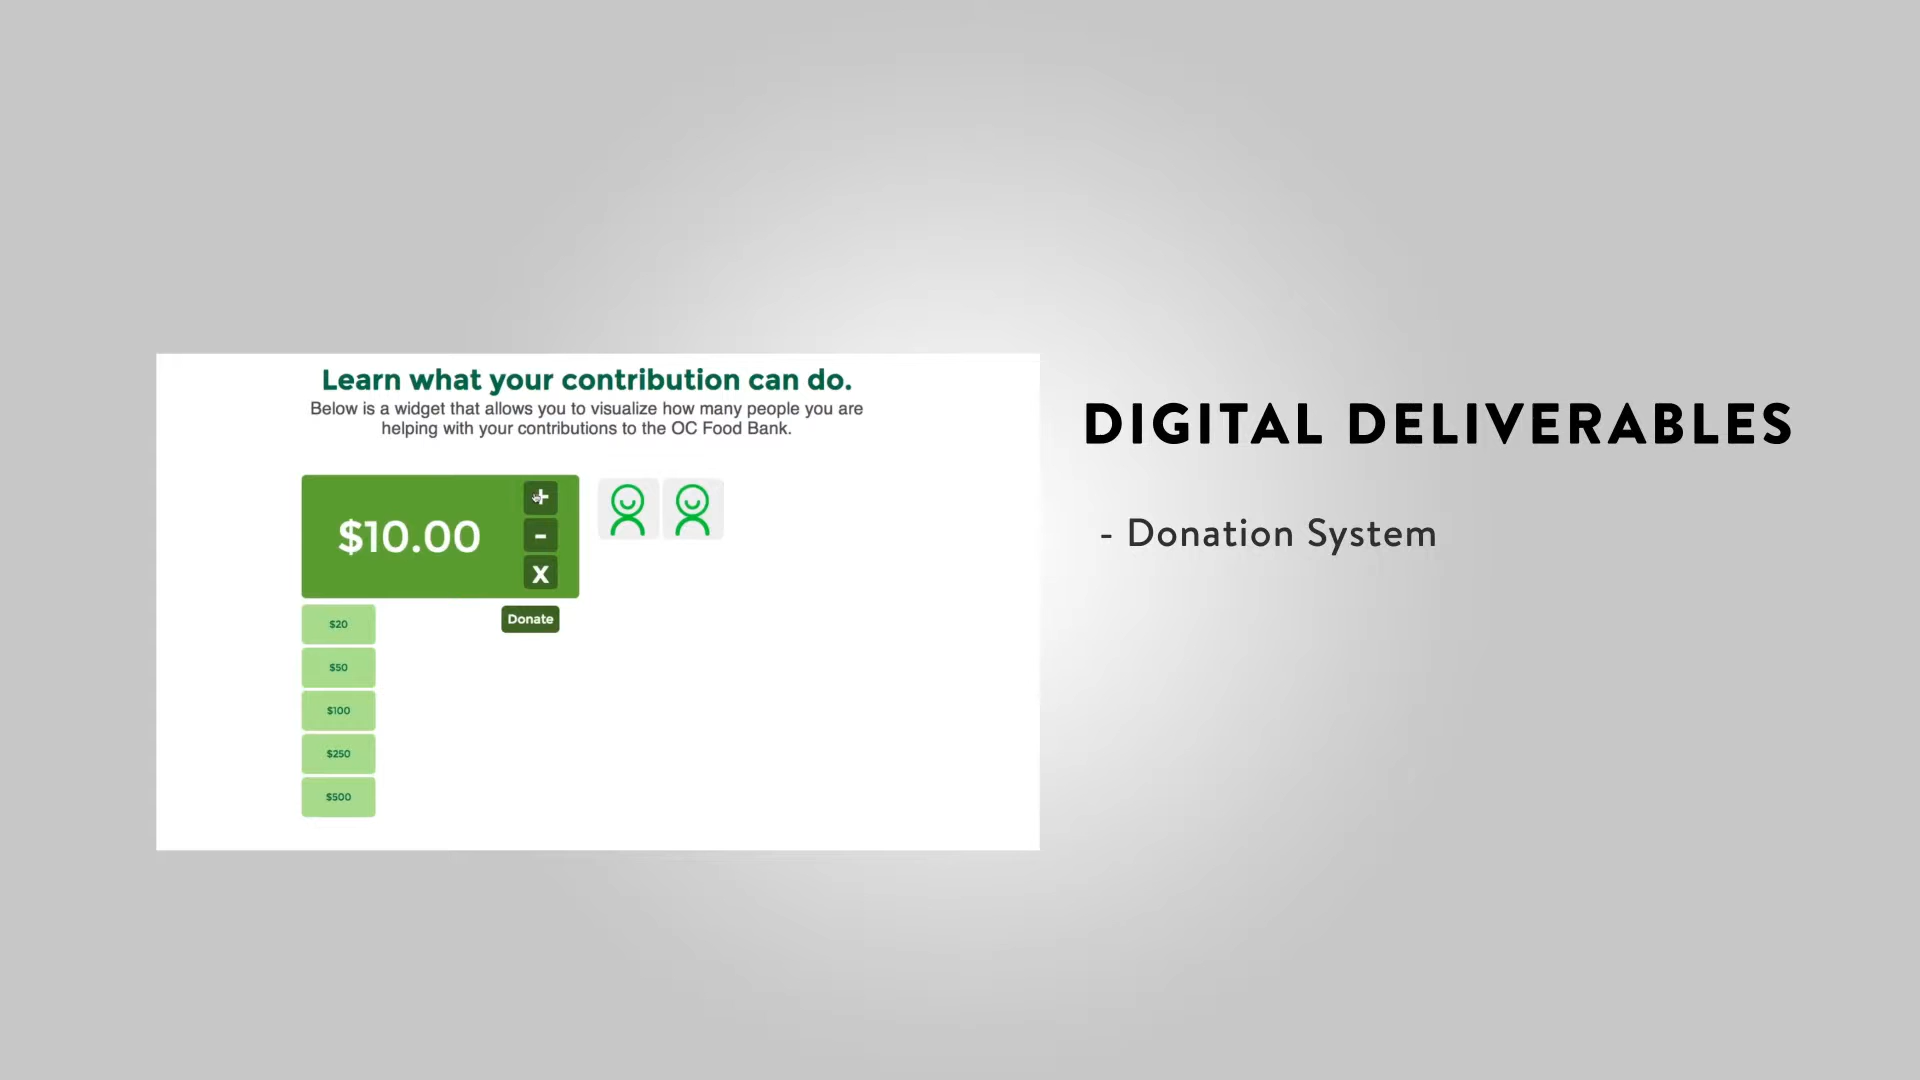 Learn what your contribution can do.
Below is a widget that allows you to visualize how many people you are
helping with your contributions to the OC Food Bank.
$10.00
+
-
X
Donate
$20
$50
$100
$250
$500
DIGITAL DELIVERABLES
- Donation System